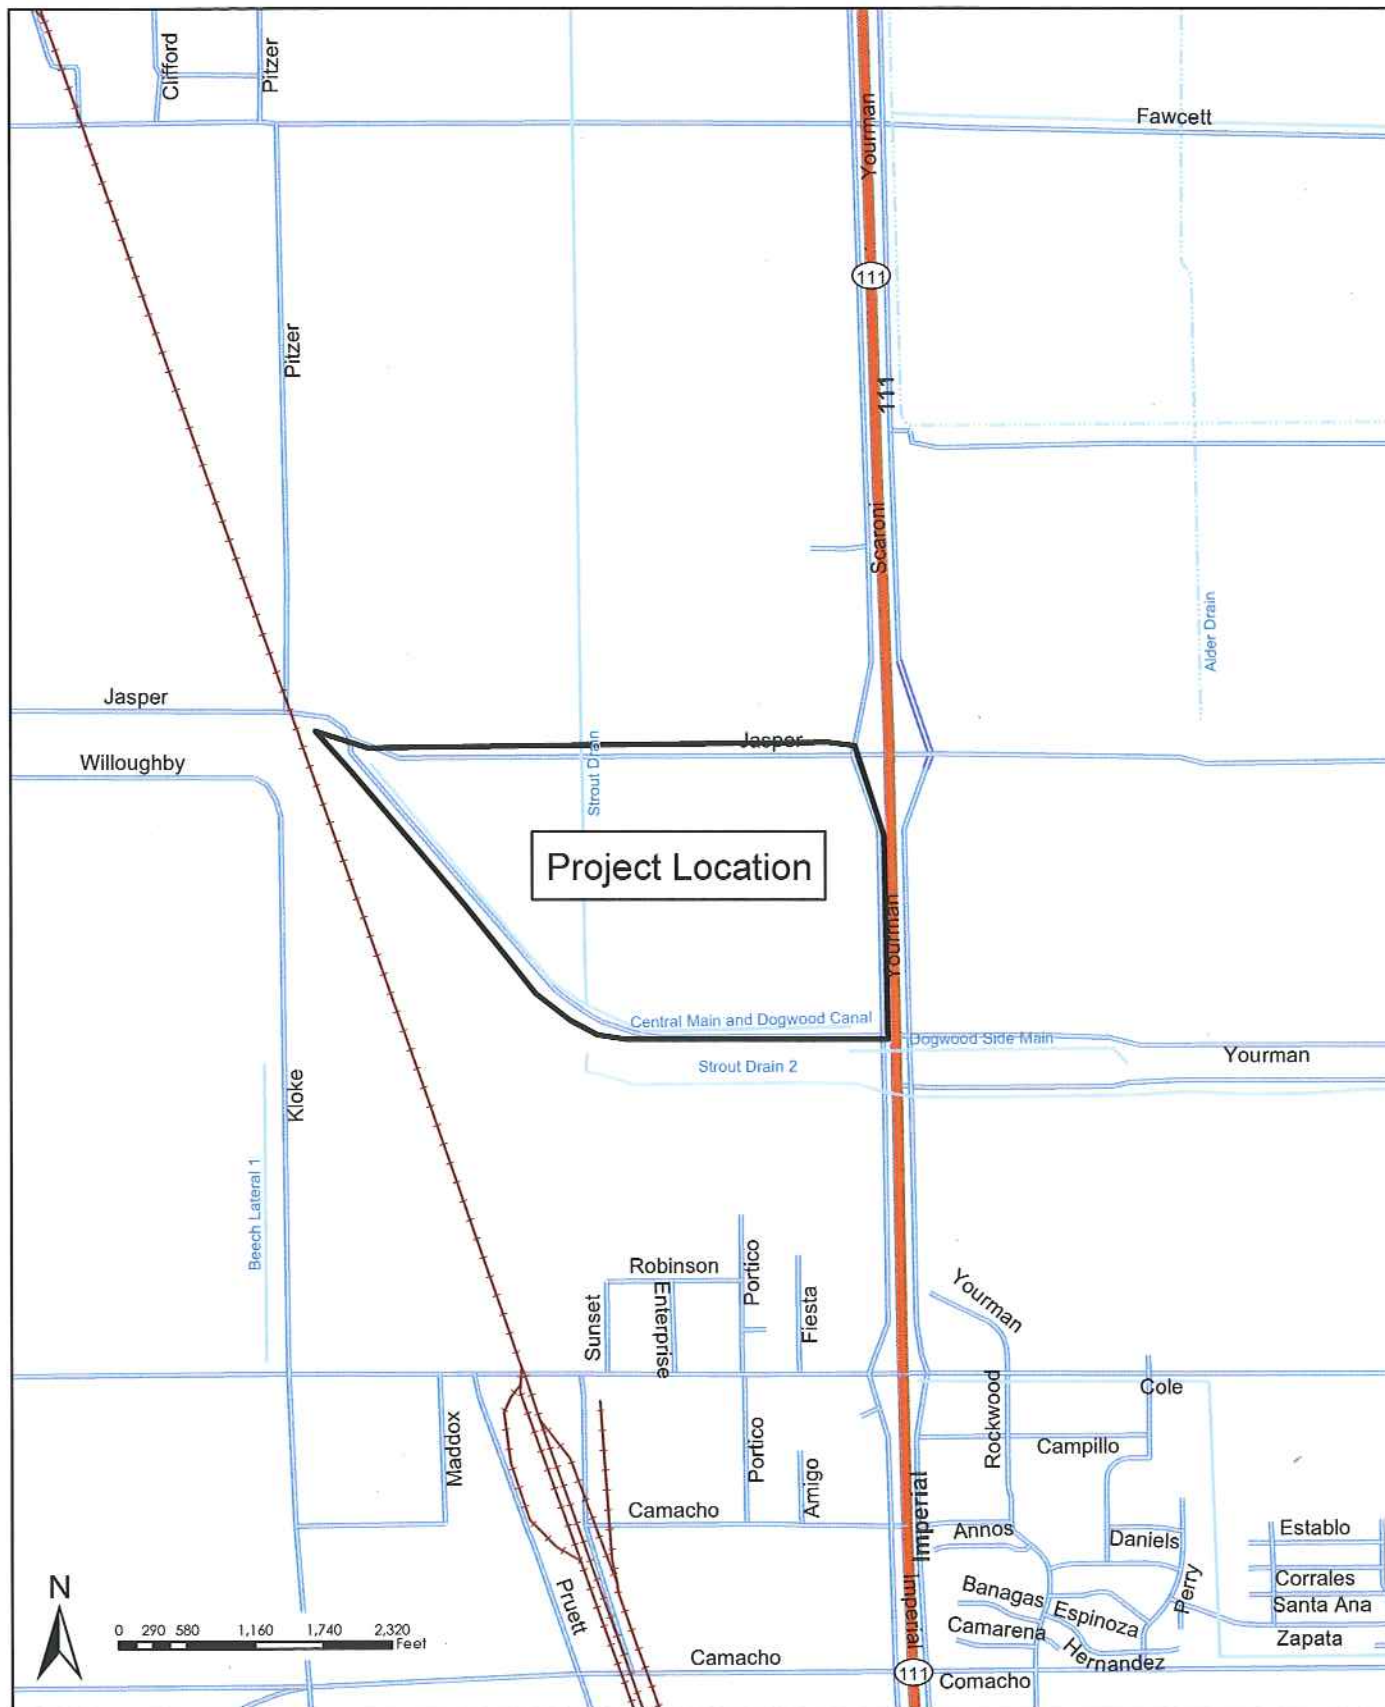 Clifford
Pitzer
Yourman
Fawcett
111
Pitzer
111
Scaroni
Alder Drain
Jasper
Jasper
Willoughby
Strout Drain
Project Location
Yourman
Central Main and Dogwood Canal
Dogwood Side Main
Yourman
Strout Drain 2
Kloke
Beech Lateral 1
Robinson
Portico
Sunset
Enterprise
Fiesta
Yourman
Cole
Maddox
Portico
Amigo
Rockwood
Campillo
Camacho
Imperial
Annos
Daniels
Establo
Corrales
Santa Ana
Zapata
Perry
Banagas
Espinoza
Camarena
Hernandez
Imperial
Pruett
N
0 290 580 1,160 1,740 2,320
Feet
Camacho
111
Comacho